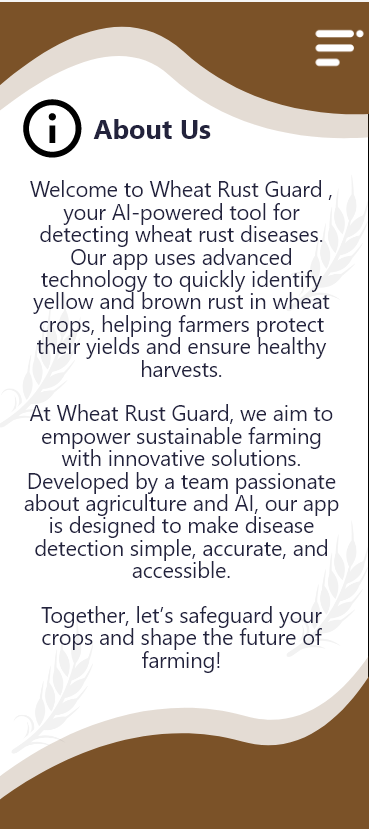 About Us
Welcome to Wheat Rust Guard ,
your AI-powered tool for
detecting wheat rust diseases.
Our app uses advanced
technology to quickly identify
yellow and brown rust in wheat
crops, helping farmers protect
their yields and ensure healthy
harvests.
At Wheat Rust Guard, we aim to
empower sustainable farming
with innovative solutions.
Developed by a team passionate
about agriculture and AI, our app
is designed to make disease
detection simple, accurate, and
accessible.
Together, let’s safeguard your
crops and shape the future of
farming!